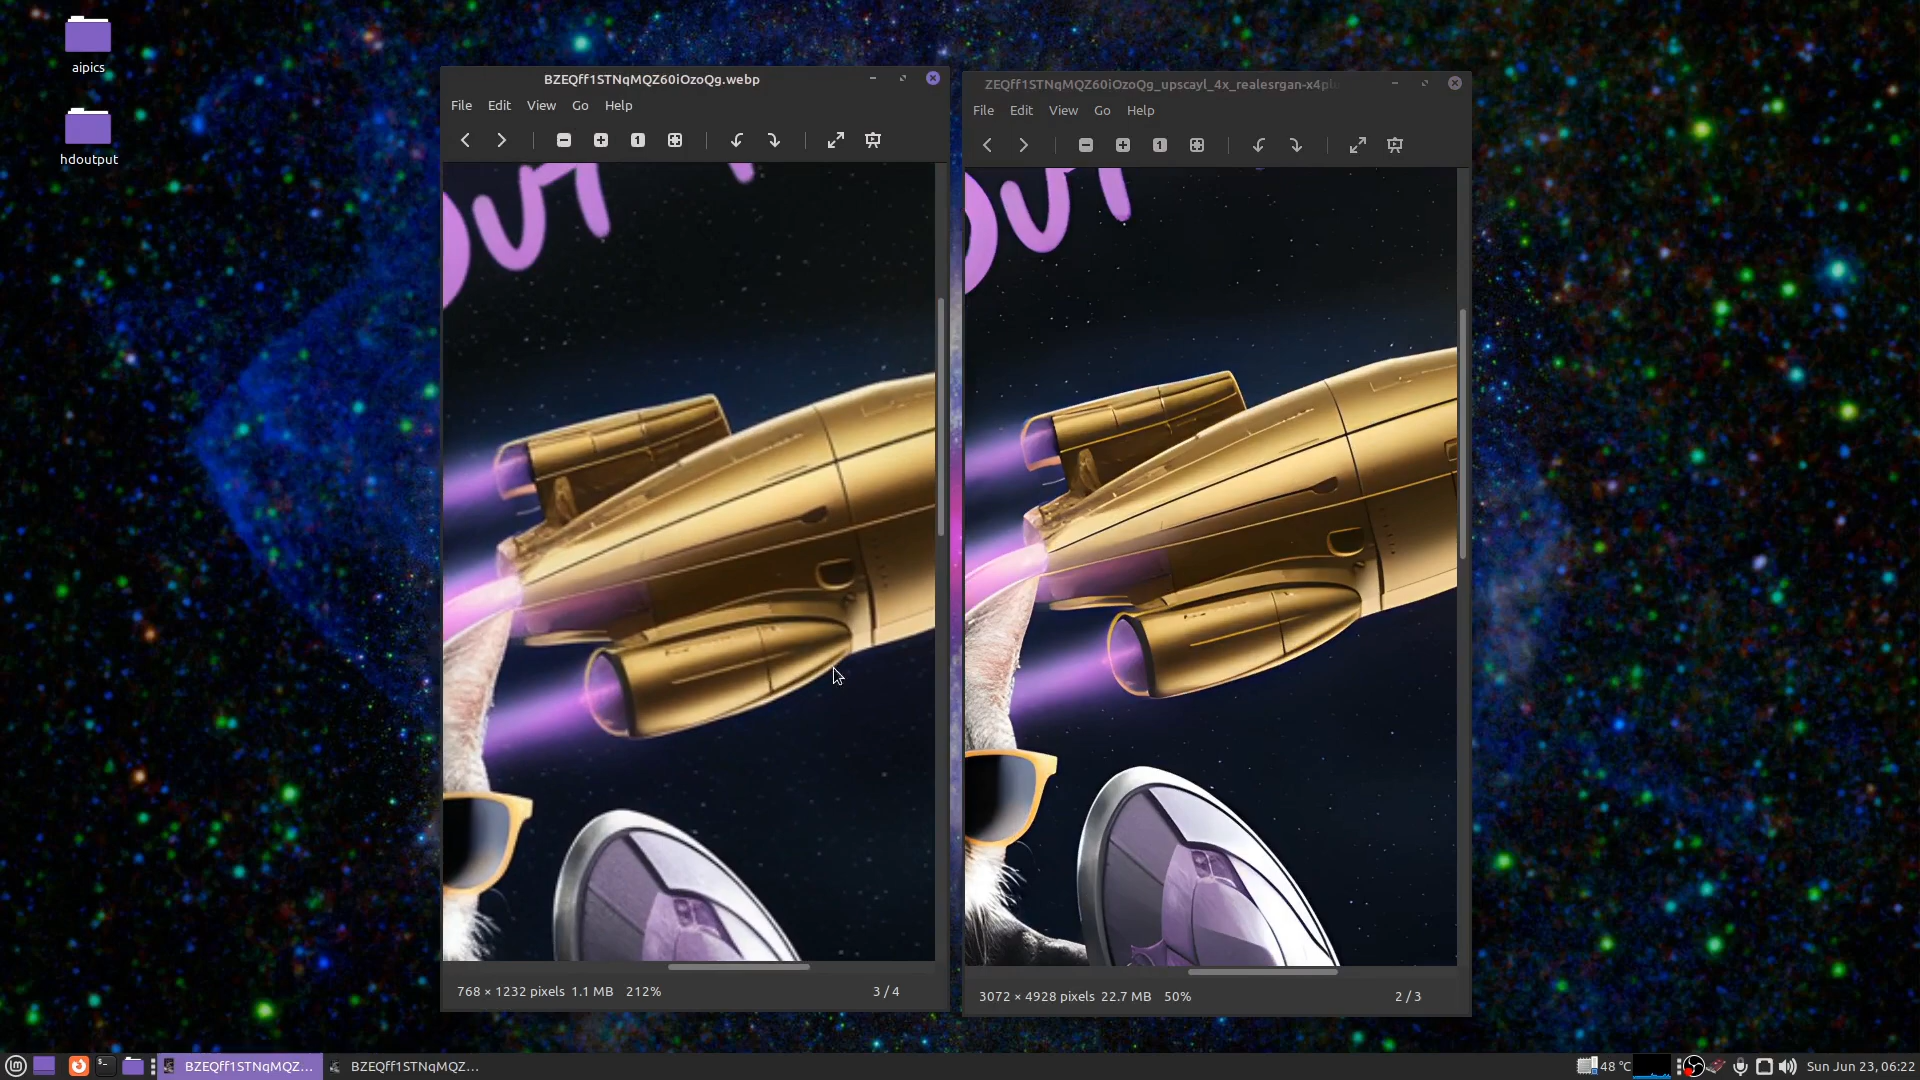 aipics
hdoutput
BZEQff1STNqMQZ60iOzoQg.webp
File Edit View Go Help
768 × 1232 pixels 1.1 MB 212%
3 / 4
ZEQff1STNqMQZ60iOzoQg_upscayl_4x_realesrgan-x4pl
File Edit View Go Help
3072 × 4928 pixels 22.7 MB 50%
2 / 3
BZEQff1STNqMQZ...
BZEQff1STNqMQZ...
48 °C
Sun Jun 23, 06:22